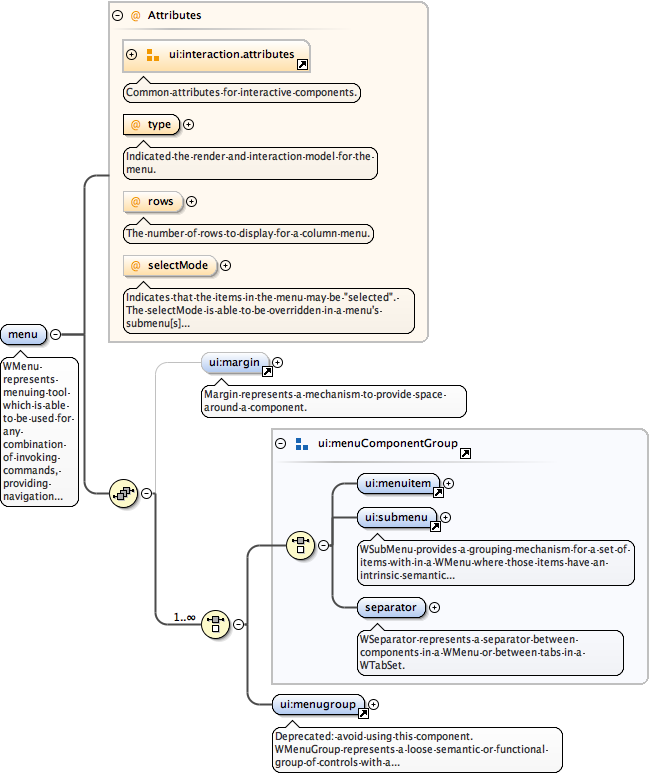 @ Attributes
ui:interaction.attributes
Common attributes for interactive components.
@ type
Indicated the render and interaction model for the
menu.
@ rows
The number of rows to display for a column menu.
@ selectMode
Indicates that the items in the menu may be "selected".
The selectMode is able to be overridden in a menu's
submenu[s]...
menu
WMenu
represents
menuing tool
which is able
to be used for
any
combination
of invoking
commands,
providing
navigation...
ui:margin
Margin represents a mechanism to provide space
around a component.
ui:menuComponentGroup
ui:menuitem
ui:submenu
WSubMenu provides a grouping mechanism for a set of
items with in a WMenu where those items have an
intrinsic semantic...
separator
WSeparator represents a separator between
components in a WMenu or between tabs in a
WTabSet.
1..∞
ui:menugroup
Deprecated: avoid using this component.
WMenuGroup represents a loose semantic or functional
group of controls with a...